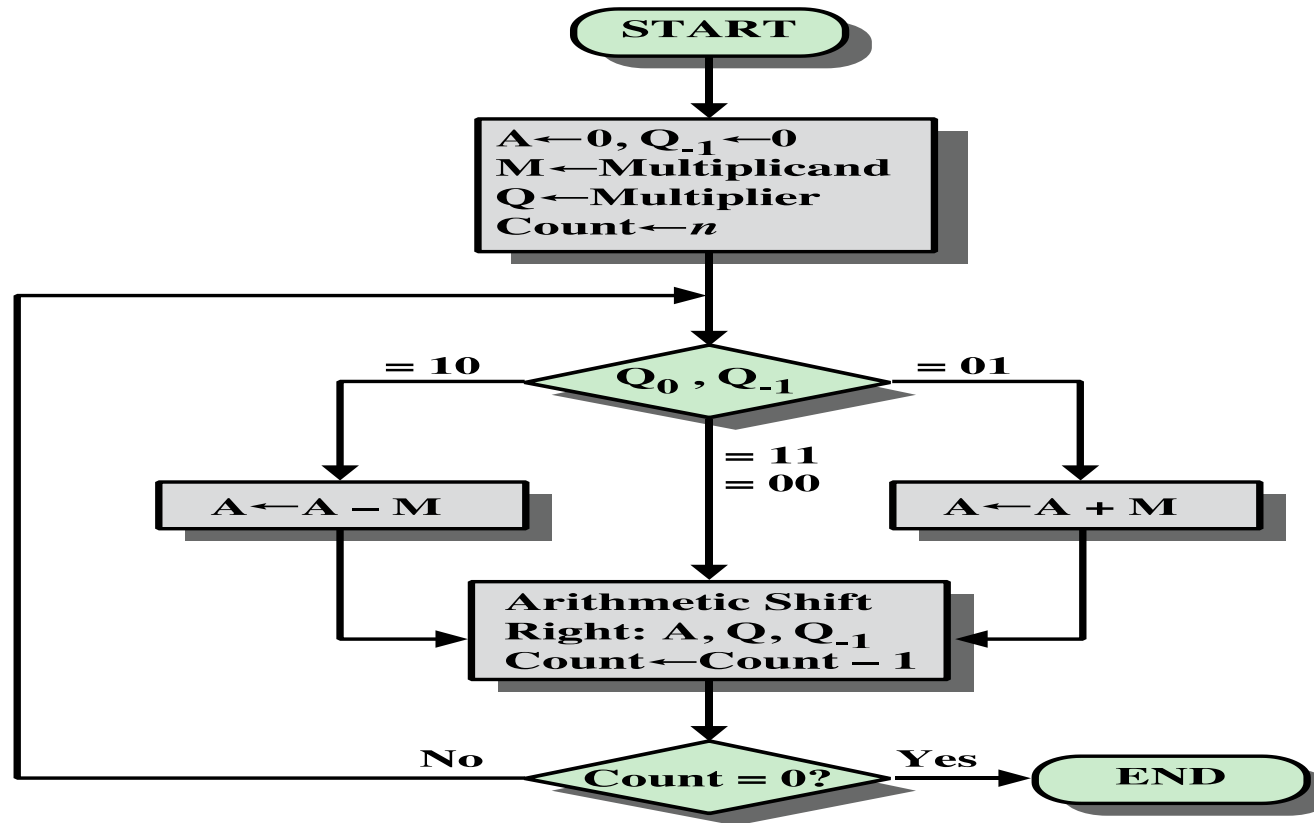 START
A←0, Q₋₁←0
M←Multiplicand
Q←Multiplier
Count←n
= 10
Q₀ , Q₋₁
= 01
= 11
= 00
A←A – M
A←A + M
Arithmetic Shift
Right: A, Q, Q₋₁
Count←Count – 1
No
Count = 0?
Yes
END